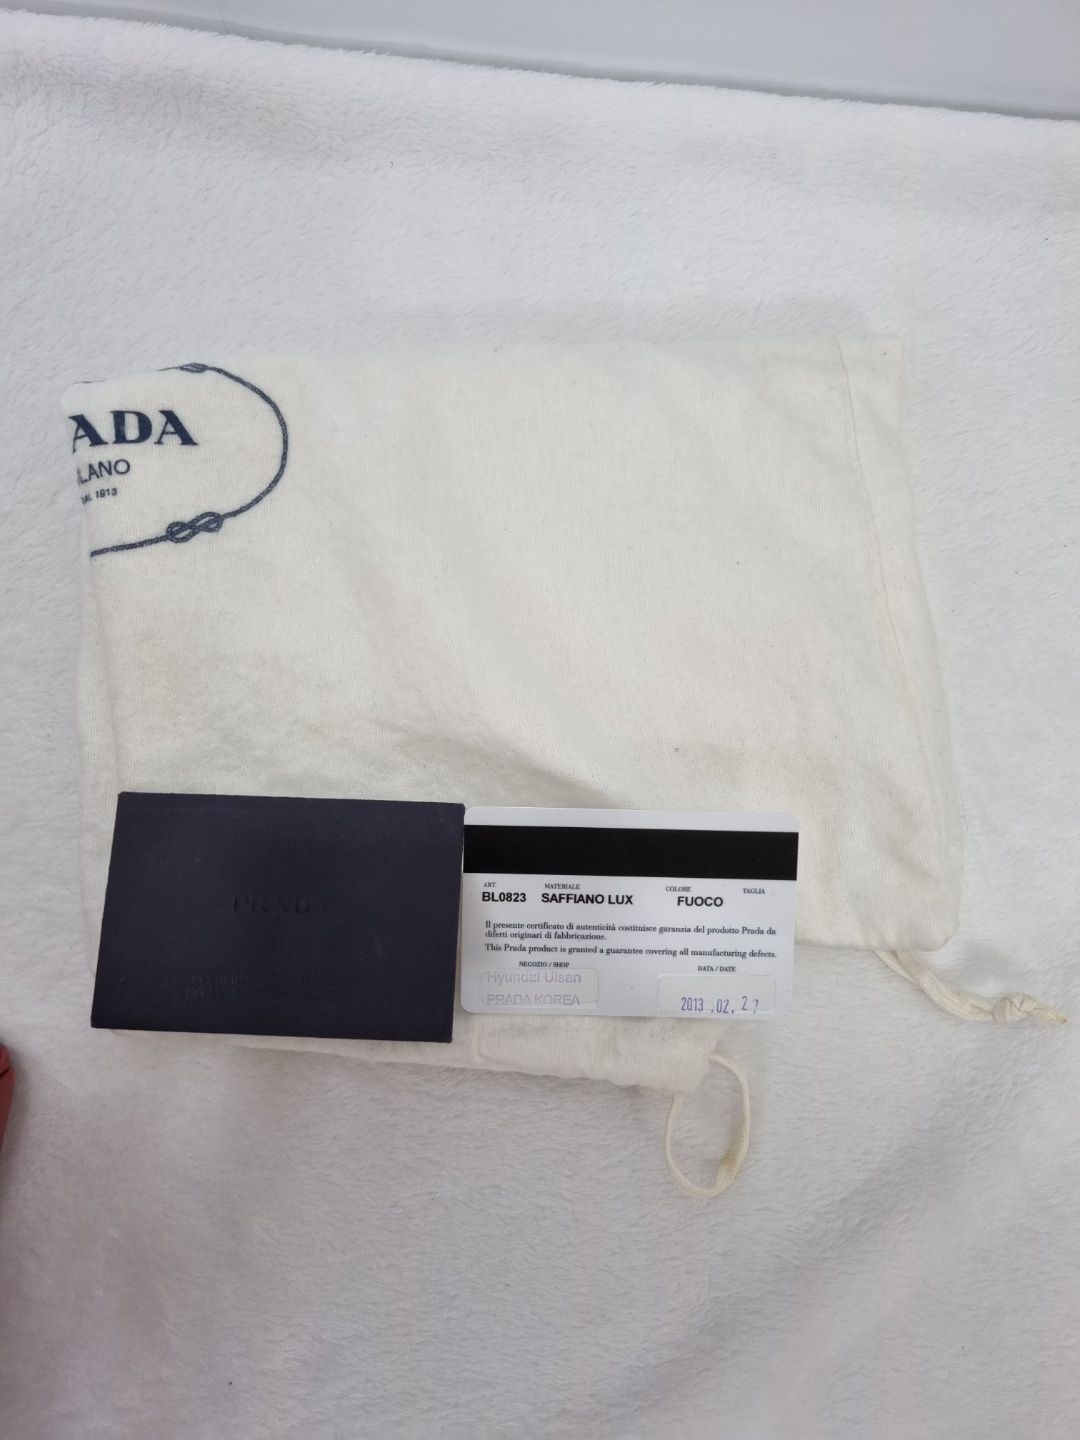 ADA
LANO
DAL 1913
PRADA
ART. MATERIALE COLORE TAGLIA
BL0823 SAFFIANO LUX FUOCO
Il presente certificato di autenticità costituisce garanzia del prodotto Prada da
difetti originari di fabbricazione.
This Prada product is granted a guarantee covering all manufacturing defects.
NEGOZIO / SHOP DATA / DATE
Hyundai Ulsan
PRADA KOREA
2013 .02. 27